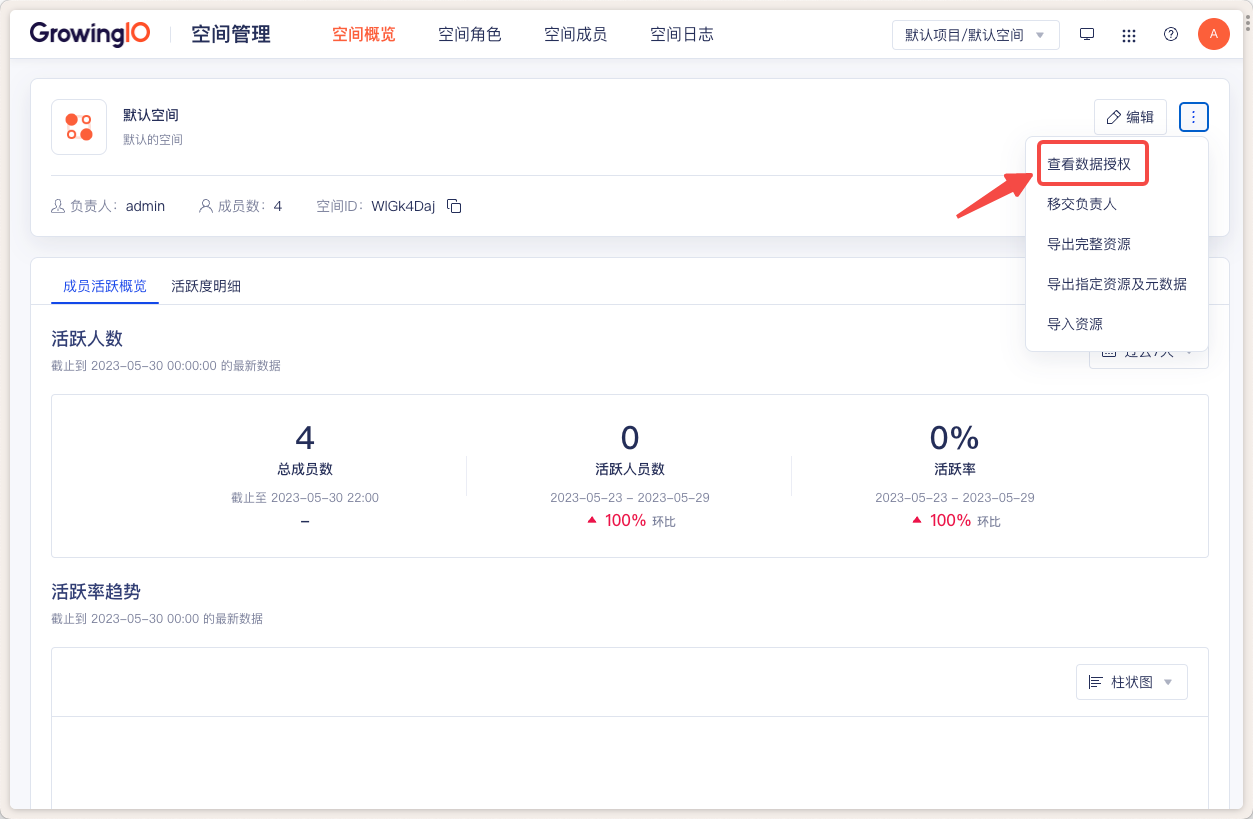 GrowingIO 空间管理 空间概览 空间角色 空间成员 空间日志 默认项目/默认空间 A
默认空间
默认的空间
编辑
查看数据授权
移交负责人
导出完整资源
导出指定资源及元数据
导入资源
负责人： admin 成员数： 4 空间ID： WlGk4Daj
成员活跃概览 活跃度明细
活跃人数
截止到 2023-05-30 00:00:00 的最新数据
过去7天
4
总成员数
截止至 2023-05-30 22:00
–
0
活跃人员数
2023-05-23 - 2023-05-29
100% 环比
0%
活跃率
2023-05-23 - 2023-05-29
100% 环比
活跃率趋势
截止到 2023-05-30 00:00 的最新数据
柱状图